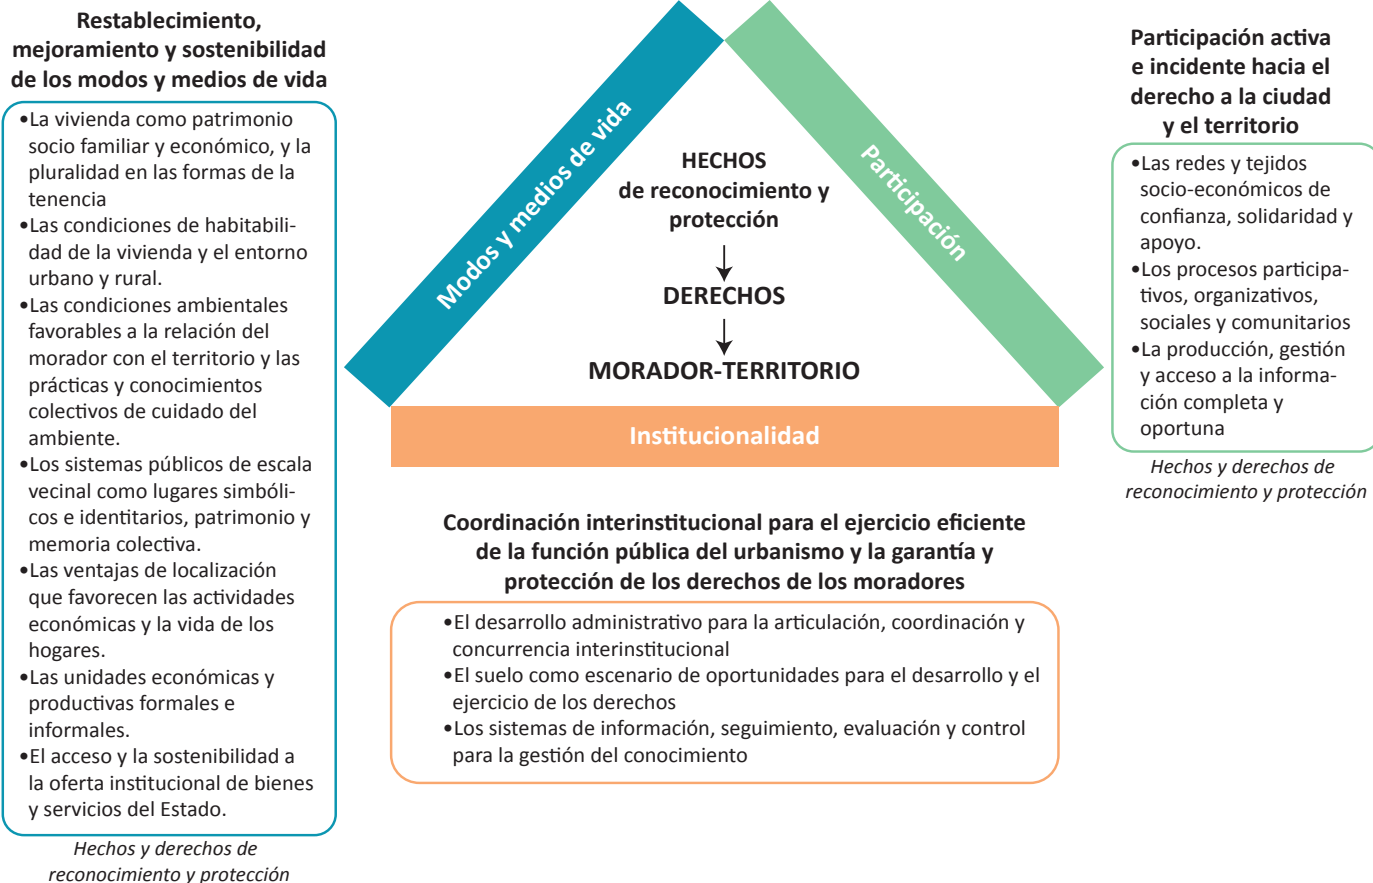 Restablecimiento,
mejoramiento y sostenibilidad
de los modos y medios de vida
•La vivienda como patrimonio
socio familiar y económico, y la
pluralidad en las formas de la
tenencia
•Las condiciones de habitabili-
dad de la vivienda y el entorno
urbano y rural.
•Las condiciones ambientales
favorables a la relación del
morador con el territorio y las
prácticas y conocimientos
colectivos de cuidado del
ambiente.
•Los sistemas públicos de escala
vecinal como lugares simbóli-
cos e identitarios, patrimonio y
memoria colectiva.
•Las ventajas de localización
que favorecen las actividades
económicas y la vida de los
hogares.
•Las unidades económicas y
productivas formales e
informales.
•El acceso y la sostenibilidad a
la oferta institucional de bienes
y servicios del Estado.
Hechos y derechos de
reconocimiento y protección
Modos y medios de vida
Participación
HECHOS
de reconocimiento y
protección
DERECHOS
MORADOR-TERRITORIO
Institucionalidad
Coordinación interinstitucional para el ejercicio eficiente
de la función pública del urbanismo y la garantía y
protección de los derechos de los moradores
•El desarrollo administrativo para la articulación, coordinación y
concurrencia interinstitucional
•El suelo como escenario de oportunidades para el desarrollo y el
ejercicio de los derechos
•Los sistemas de información, seguimiento, evaluación y control
para la gestión del conocimiento
Participación activa
e incidente hacia el
derecho a la ciudad
y el territorio
•Las redes y tejidos
socio-económicos de
confianza, solidaridad y
apoyo.
•Los procesos participa-
tivos, organizativos,
sociales y comunitarios
•La producción, gestión
y acceso a la informa-
ción completa y
oportuna
Hechos y derechos de
reconocimiento y protección